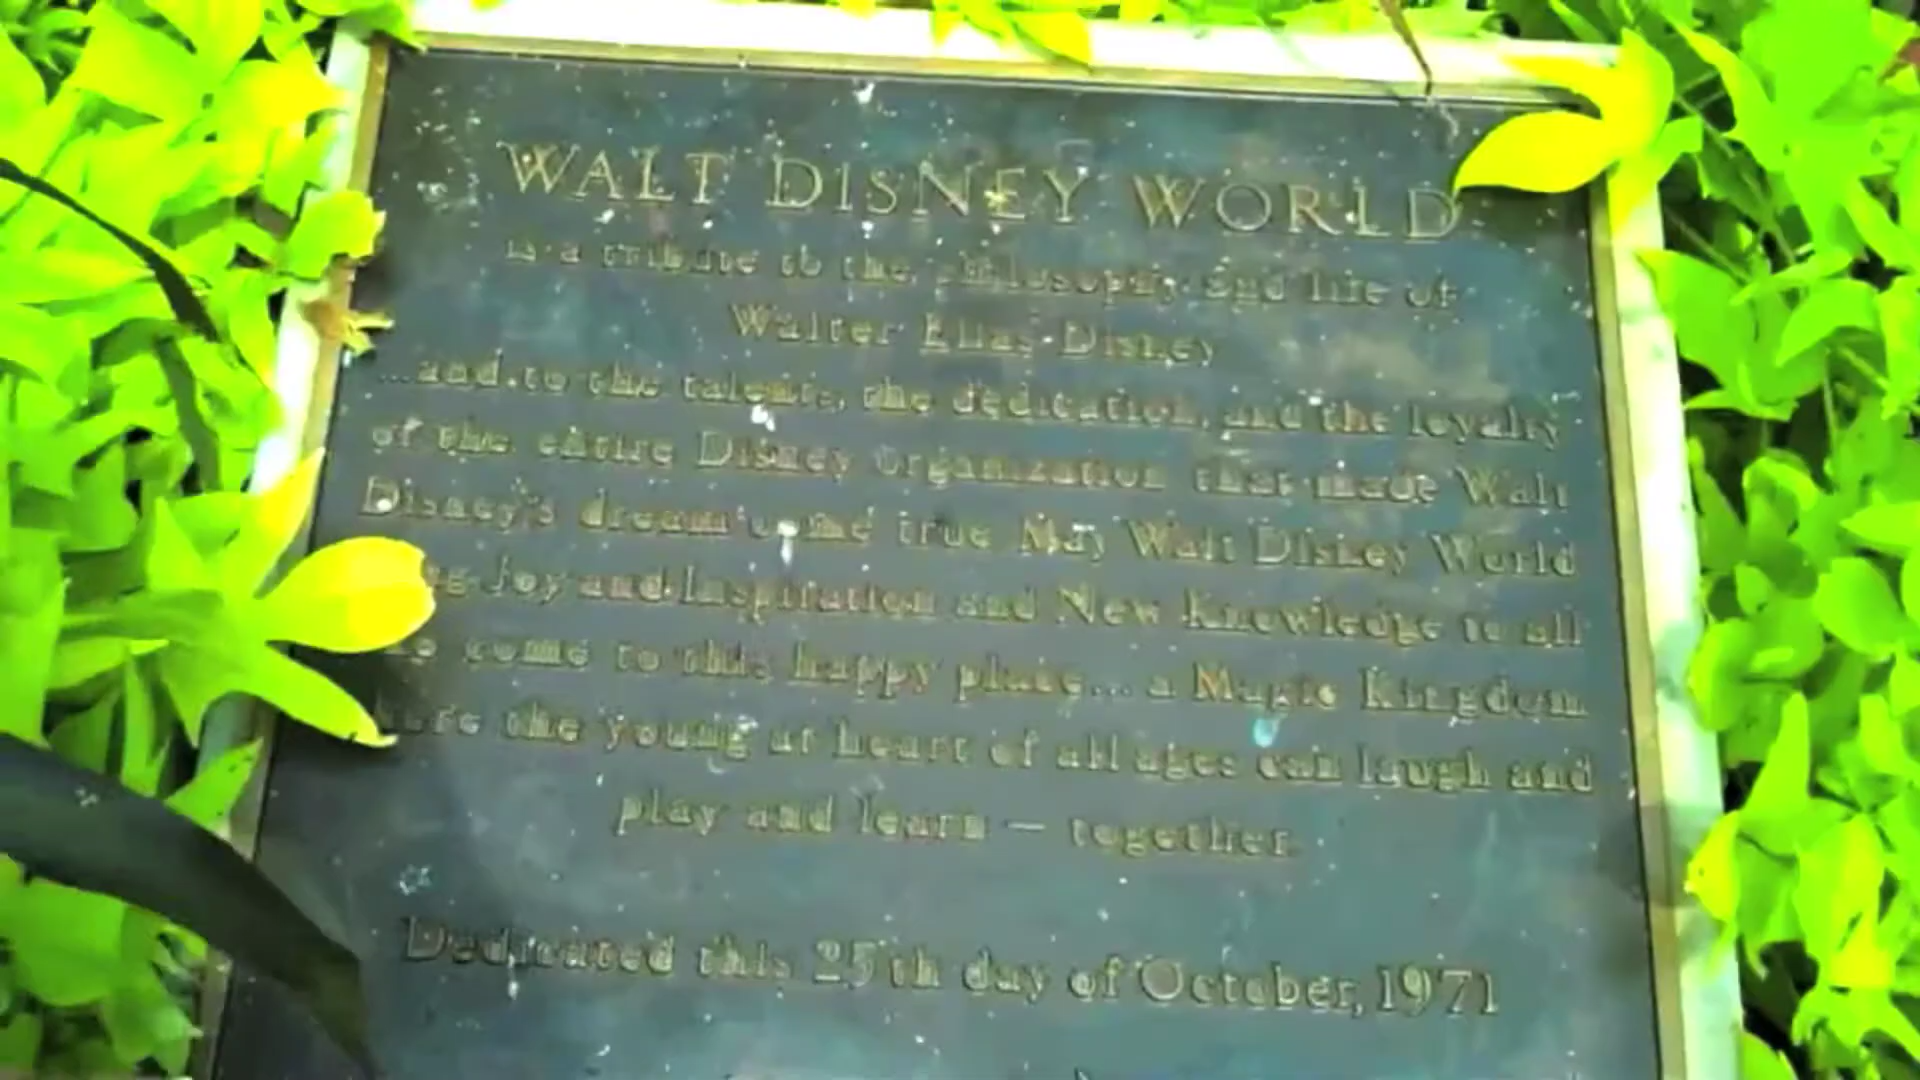 WALT DISNEY WORLD
is a tribute to the philosophy and life of
Walter Elias Disney
...and to the talents, the dedication, and the loyalty
of the entire Disney organization that made Walt
Disney's dream come true May Walt Disney World
Joy and Inspiration and New Knowledge to all
come to this happy place... a Magic Kingdom
the young at heart of all ages can laugh and
play and learn — together.
Dedicated this 25th day of October, 1971